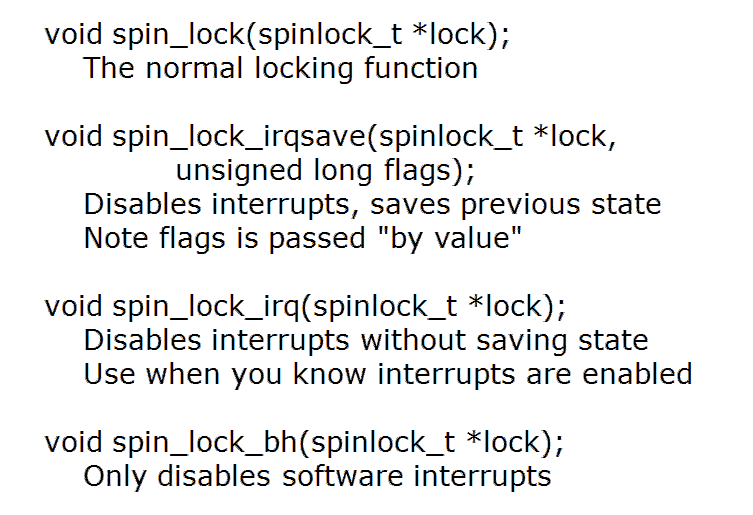 void spin_lock(spinlock_t *lock);
The normal locking function
void spin_lock_irqsave(spinlock_t *lock,
unsigned long flags);
Disables interrupts, saves previous state
Note flags is passed "by value"
void spin_lock_irq(spinlock_t *lock);
Disables interrupts without saving state
Use when you know interrupts are enabled
void spin_lock_bh(spinlock_t *lock);
Only disables software interrupts